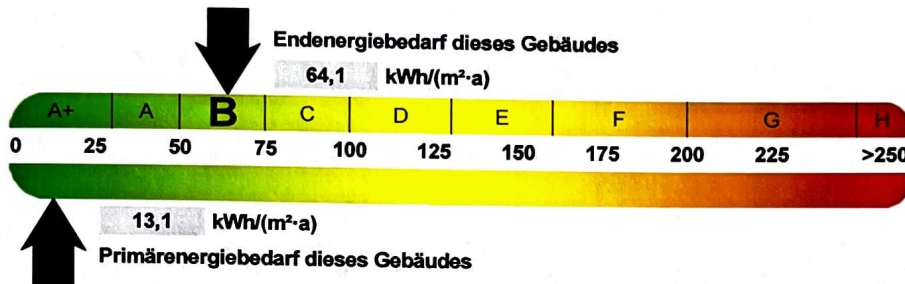 Endenergiebedarf dieses Gebäudes
64,1 kWh/(m²·a)
A+ A B C D E F G H
0 25 50 75 100 125 150 175 200 225 >250
13,1 kWh/(m²·a)
Primärenergiebedarf dieses Gebäudes